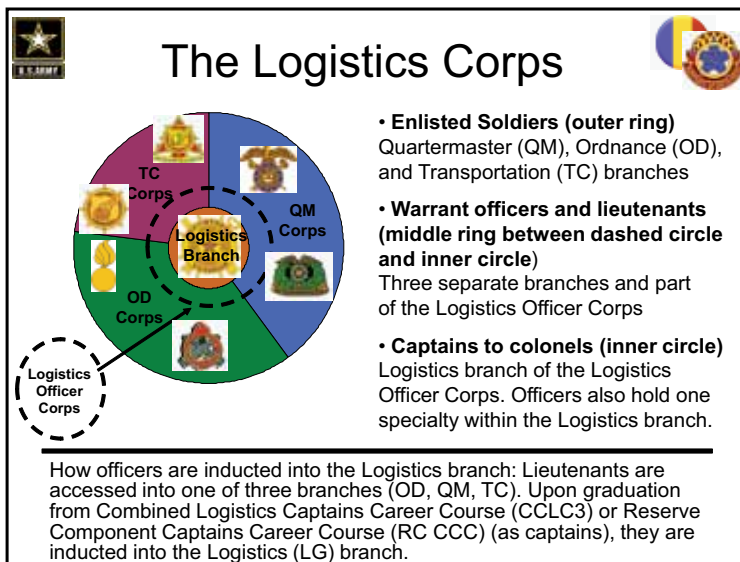 The Logistics Corps
U.S. ARMY
TC
Corps
QM
Corps
Logistics
Branch
OD
Corps
Logistics
Officer
Corps
• Enlisted Soldiers (outer ring)
Quartermaster (QM), Ordnance (OD),
and Transportation (TC) branches
• Warrant officers and lieutenants
(middle ring between dashed circle
and inner circle)
Three separate branches and part
of the Logistics Officer Corps
• Captains to colonels (inner circle)
Logistics branch of the Logistics
Officer Corps. Officers also hold one
specialty within the Logistics branch.
How officers are inducted into the Logistics branch: Lieutenants are
accessed into one of three branches (OD, QM, TC). Upon graduation
from Combined Logistics Captains Career Course (CCLC3) or Reserve
Component Captains Career Course (RC CCC) (as captains), they are
inducted into the Logistics (LG) branch.